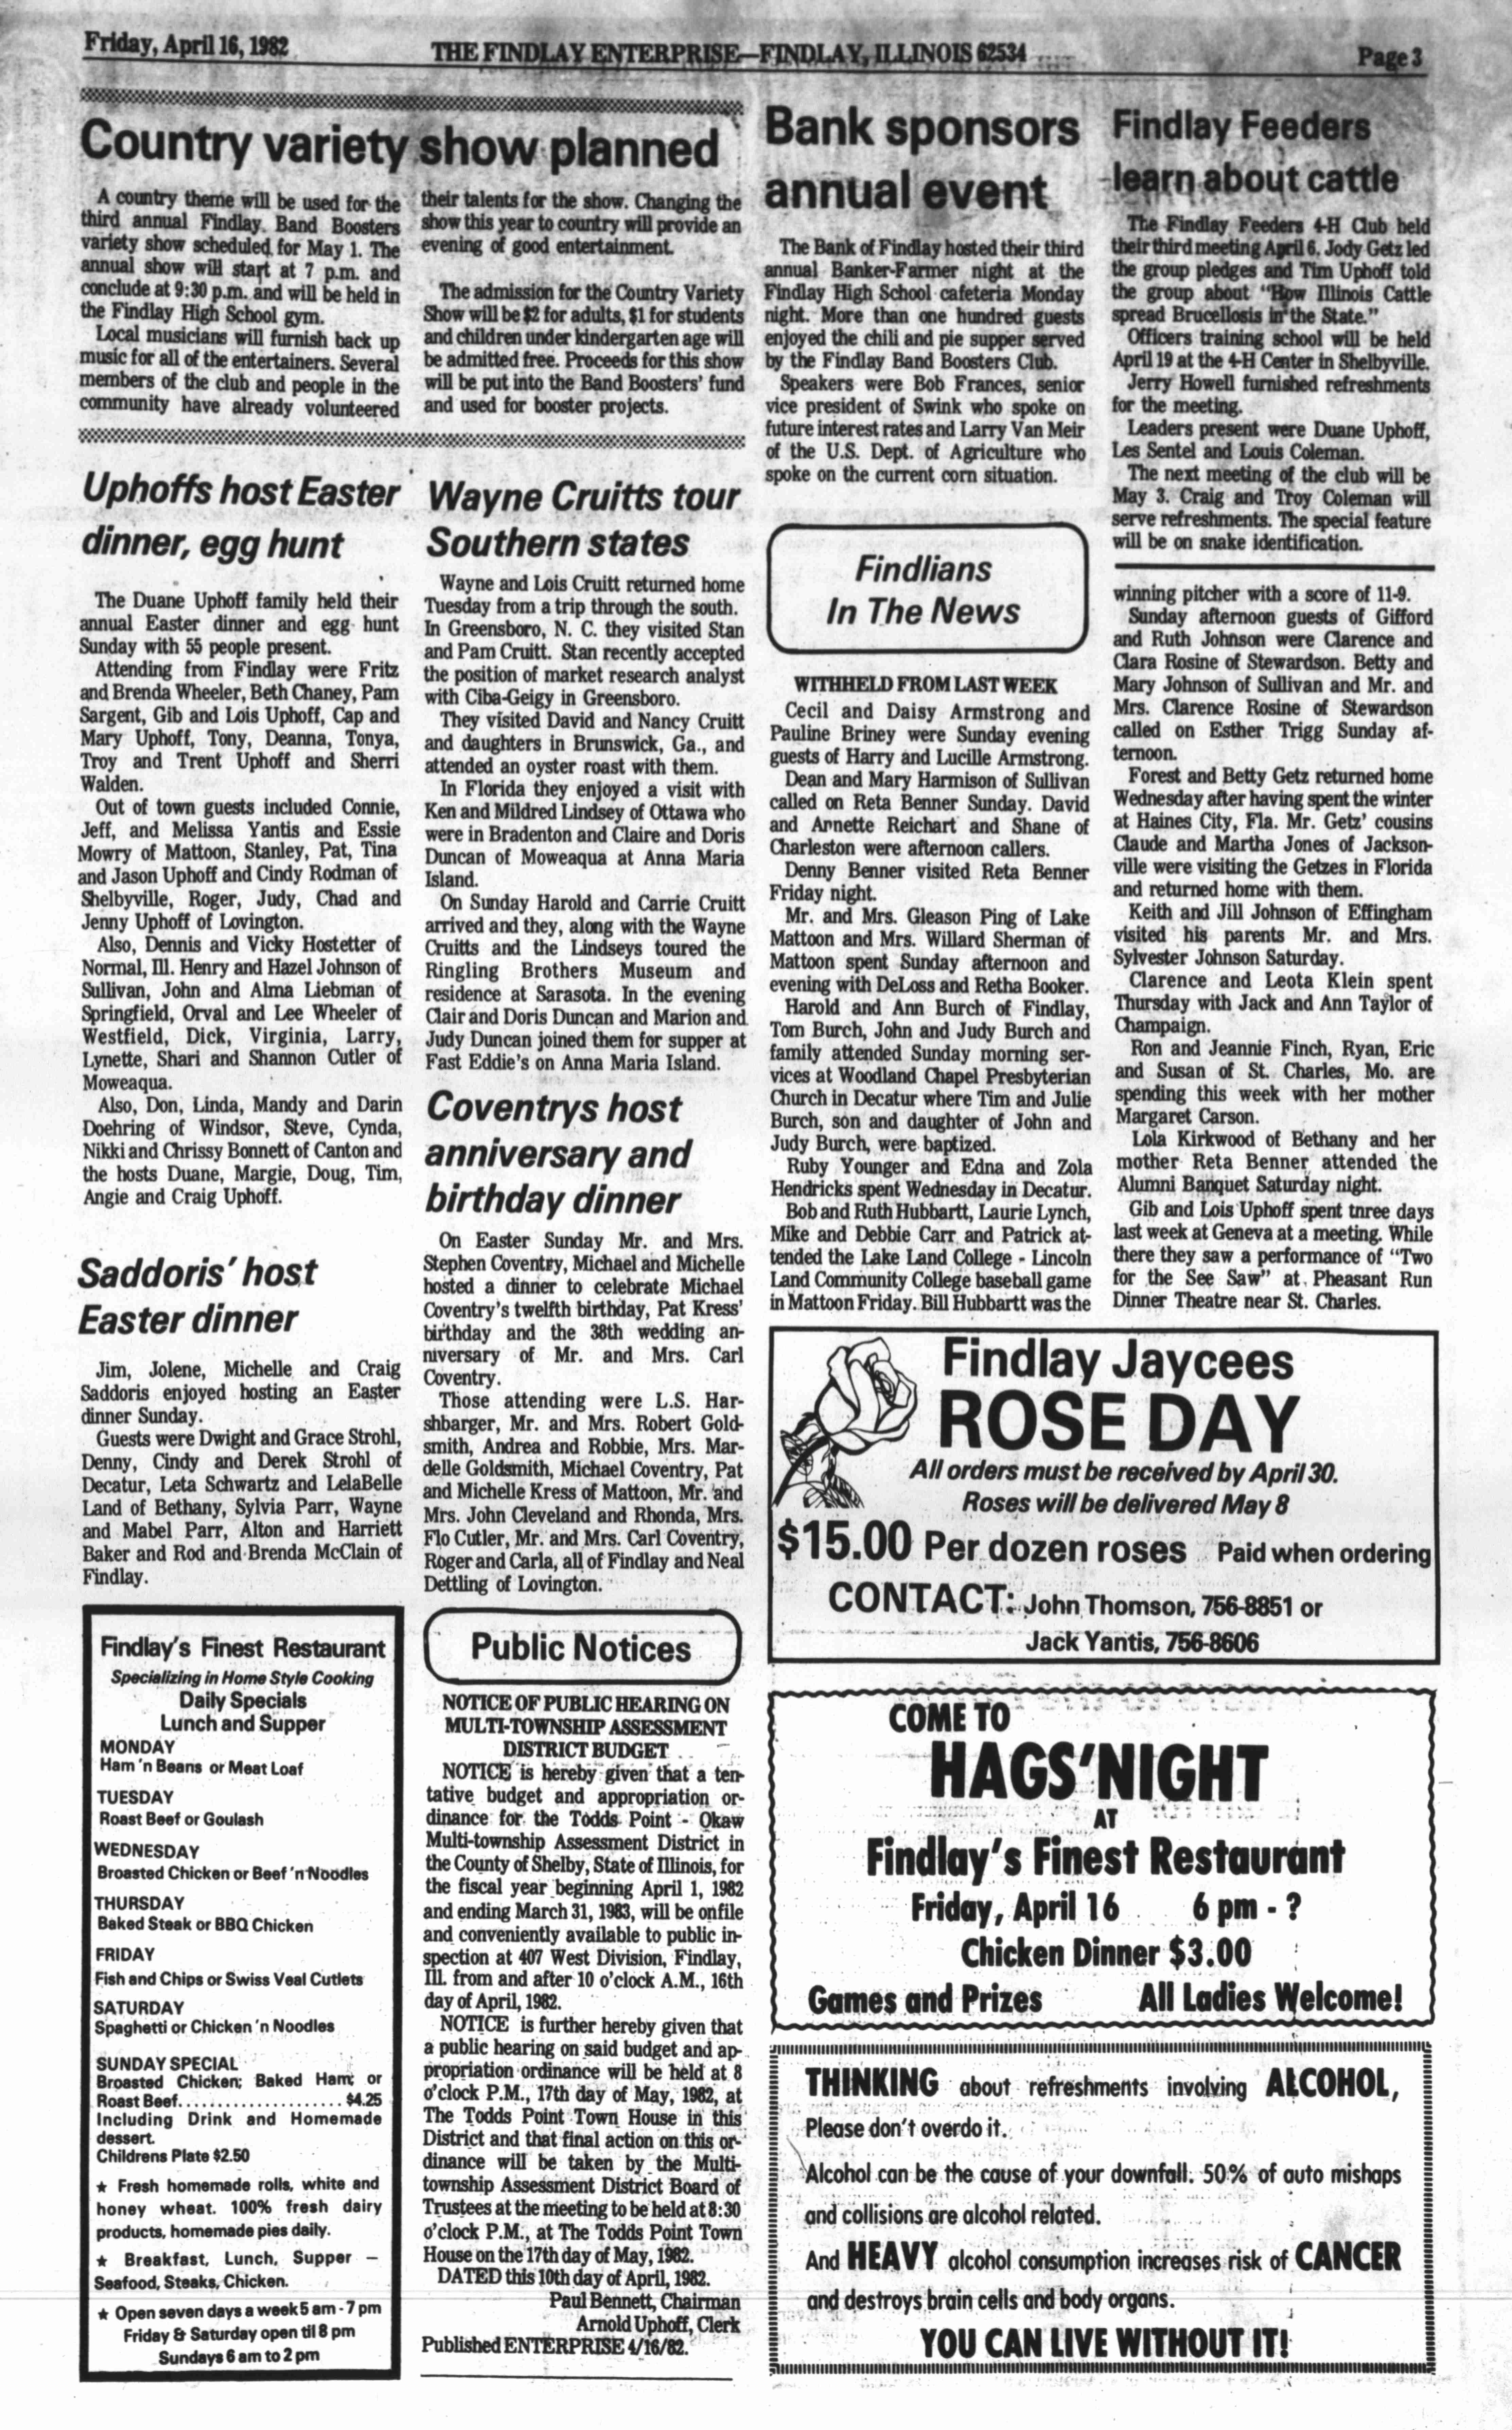 Friday, April 16, 1982
THE FINDLAY ENTERPRISE—FINDLAY, ILLINOIS 62534
Page 3
Country variety show planned
A country theme will be used for the
third annual Findlay Band Boosters
variety show scheduled for May 1. The
annual show will start at 7 p.m. and
conclude at 9:30 p.m. and will be held in
the Findlay High School gym.
Local musicians will furnish back up
music for all of the entertainers. Several
members of the club and people in the
community have already volunteered
their talents for the show. Changing the
show this year to country will provide an
evening of good entertainment.
The admission for the Country Variety
Show will be $2 for adults, $1 for students
and children under kindergarten age will
be admitted free. Proceeds for this show
will be put into the Band Boosters' fund
and used for booster projects.
Uphoffs host Easter
dinner, egg hunt
The Duane Uphoff family held their
annual Easter dinner and egg hunt
Sunday with 55 people present.
Attending from Findlay were Fritz
and Brenda Wheeler, Beth Chaney, Pam
Sargent, Gib and Lois Uphoff, Cap and
Mary Uphoff, Tony, Deanna, Tonya,
Troy and Trent Uphoff and Sherri
Walden.
Out of town guests included Connie,
Jeff, and Melissa Yantis and Essie
Mowry of Mattoon, Stanley, Pat, Tina
and Jason Uphoff and Cindy Rodman of
Shelbyville, Roger, Judy, Chad and
Jenny Uphoff of Lovington.
Also, Dennis and Vicky Hostetter of
Normal, Ill. Henry and Hazel Johnson of
Sullivan, John and Alma Liebman of
Springfield, Orval and Lee Wheeler of
Westfield, Dick, Virginia, Larry,
Lynette, Shari and Shannon Cutler of
Moweaqua.
Also, Don, Linda, Mandy and Darin
Doehring of Windsor, Steve, Cynda,
Nikki and Chrissy Bonnett of Canton and
the hosts Duane, Margie, Doug, Tim,
Angie and Craig Uphoff.
Saddoris' host
Easter dinner
Jim, Jolene, Michelle and Craig
Saddoris enjoyed hosting an Easter
dinner Sunday.
Guests were Dwight and Grace Strohl,
Denny, Cindy and Derek Strohl of
Decatur, Leta Schwartz and LelaBelle
Land of Bethany, Sylvia Parr, Wayne
and Mabel Parr, Alton and Harriett
Baker and Rod and Brenda McClain of
Findlay.
Findlay's Finest Restaurant
Specializing in Home Style Cooking
Daily Specials
Lunch and Supper
MONDAY
Ham 'n Beans or Meat Loaf
TUESDAY
Roast Beef or Goulash
WEDNESDAY
Broasted Chicken or Beef 'n Noodles
THURSDAY
Baked Steak or BBQ Chicken
FRIDAY
Fish and Chips or Swiss Veal Cutlets
SATURDAY
Spaghetti or Chicken 'n Noodles
SUNDAY SPECIAL
Broasted Chicken; Baked Ham; or
Roast Beef.....................$4.25
Including Drink and Homemade
dessert.
Childrens Plate $2.50
★ Fresh homemade rolls, white and
honey wheat. 100% fresh dairy
products, homemade pies daily.
★ Breakfast, Lunch, Supper —
Seafood, Steaks, Chicken.
★ Open seven days a week 5 am - 7 pm
Friday & Saturday open til 8 pm
Sundays 6 am to 2 pm
Wayne Cruitts tour
Southern states
Wayne and Lois Cruitt returned home
Tuesday from a trip through the south.
In Greensboro, N. C. they visited Stan
and Pam Cruitt. Stan recently accepted
the position of market research analyst
with Ciba-Geigy in Greensboro.
They visited David and Nancy Cruitt
and daughters in Brunswick, Ga., and
attended an oyster roast with them.
In Florida they enjoyed a visit with
Ken and Mildred Lindsey of Ottawa who
were in Bradenton and Claire and Doris
Duncan of Moweaqua at Anna Maria
Island.
On Sunday Harold and Carrie Cruitt
arrived and they, along with the Wayne
Cruitts and the Lindseys toured the
Ringling Brothers Museum and
residence at Sarasota. In the evening
Clair and Doris Duncan and Marion and
Judy Duncan joined them for supper at
Fast Eddie's on Anna Maria Island.
Coventrys host
anniversary and
birthday dinner
On Easter Sunday Mr. and Mrs.
Stephen Coventry, Michael and Michelle
hosted a dinner to celebrate Michael
Coventry's twelfth birthday, Pat Kress'
birthday and the 38th wedding an-
niversary of Mr. and Mrs. Carl
Coventry.
Those attending were L.S. Har-
shbarger, Mr. and Mrs. Robert Gold-
smith, Andrea and Robbie, Mrs. Mar-
delle Goldsmith, Michael Coventry, Pat
and Michelle Kress of Mattoon, Mr. and
Mrs. John Cleveland and Rhonda, Mrs.
Flo Cutler, Mr. and Mrs. Carl Coventry,
Roger and Carla, all of Findlay and Neal
Dettling of Lovington.
Public Notices
NOTICE OF PUBLIC HEARING ON
MULTI-TOWNSHIP ASSESSMENT
DISTRICT BUDGET
NOTICE is hereby given that a ten-
tative budget and appropriation or-
dinance for the Todds Point - Okaw
Multi-township Assessment District in
the County of Shelby, State of Illinois, for
the fiscal year beginning April 1, 1982
and ending March 31, 1983, will be onfile
and conveniently available to public in-
spection at 407 West Division, Findlay,
Ill. from and after 10 o'clock A.M., 16th
day of April, 1982.
NOTICE is further hereby given that
a public hearing on said budget and ap-
propriation ordinance will be held at 8
o'clock P.M., 17th day of May, 1982, at
The Todds Point Town House in this
District and that final action on this or-
dinance will be taken by the Multi-
township Assessment District Board of
Trustees at the meeting to be held at 8:30
o'clock P.M., at The Todds Point Town
House on the 17th day of May, 1982.
DATED this 10th day of April, 1982.
Paul Bennett, Chairman
Arnold Uphoff, Clerk
Published ENTERPRISE 4/16/82.
Bank sponsors
annual event
The Bank of Findlay hosted their third
annual Banker-Farmer night at the
Findlay High School cafeteria Monday
night. More than one hundred guests
enjoyed the chili and pie supper served
by the Findlay Band Boosters Club.
Speakers were Bob Frances, senior
vice president of Swink who spoke on
future interest rates and Larry Van Meir
of the U.S. Dept. of Agriculture who
spoke on the current corn situation.
Findlians
In The News
WITHHELD FROM LAST WEEK
Cecil and Daisy Armstrong and
Pauline Briney were Sunday evening
guests of Harry and Lucille Armstrong.
Dean and Mary Harmison of Sullivan
called on Reta Benner Sunday. David
and Annette Reichart and Shane of
Charleston were afternoon callers.
Denny Benner visited Reta Benner
Friday night.
Mr. and Mrs. Gleason Ping of Lake
Mattoon and Mrs. Willard Sherman of
Mattoon spent Sunday afternoon and
evening with DeLoss and Retha Booker.
Harold and Ann Burch of Findlay,
Tom Burch, John and Judy Burch and
family attended Sunday morning ser-
vices at Woodland Chapel Presbyterian
Church in Decatur where Tim and Julie
Burch, son and daughter of John and
Judy Burch, were baptized.
Ruby Younger and Edna and Zola
Hendricks spent Wednesday in Decatur.
Bob and Ruth Hubbartt, Laurie Lynch,
Mike and Debbie Carr and Patrick at-
tended the Lake Land College - Lincoln
Land Community College baseball game
in Mattoon Friday. Bill Hubbartt was the
Findlay Feeders
learn about cattle
The Findlay Feeders 4-H Club held
their third meeting April 6. Jody Getz led
the group pledges and Tim Uphoff told
the group about "How Illinois Cattle
spread Brucellosis in the State."
Officers training school will be held
April 19 at the 4-H Center in Shelbyville.
Jerry Howell furnished refreshments
for the meeting.
Leaders present were Duane Uphoff,
Les Sentel and Louis Coleman.
The next meeting of the club will be
May 3. Craig and Troy Coleman will
serve refreshments. The special feature
will be on snake identification.
winning pitcher with a score of 11-9.
Sunday afternoon guests of Gifford
and Ruth Johnson were Clarence and
Clara Rosine of Stewardson. Betty and
Mary Johnson of Sullivan and Mr. and
Mrs. Clarence Rosine of Stewardson
called on Esther Trigg Sunday af-
ternoon.
Forest and Betty Getz returned home
Wednesday after having spent the winter
at Haines City, Fla. Mr. Getz' cousins
Claude and Martha Jones of Jackson-
ville were visiting the Getzes in Florida
and returned home with them.
Keith and Jill Johnson of Effingham
visited his parents Mr. and Mrs.
Sylvester Johnson Saturday.
Clarence and Leota Klein spent
Thursday with Jack and Ann Taylor of
Champaign.
Ron and Jeannie Finch, Ryan, Eric
and Susan of St. Charles, Mo. are
spending this week with her mother
Margaret Carson.
Lola Kirkwood of Bethany and her
mother Reta Benner attended the
Alumni Banquet Saturday night.
Gib and Lois Uphoff spent three days
last week at Geneva at a meeting. While
there they saw a performance of "Two
for the See Saw" at Pheasant Run
Dinner Theatre near St. Charles.
Findlay Jaycees
ROSE DAY
All orders must be received by April 30.
Roses will be delivered May 8
$15.00 Per dozen roses Paid when ordering
CONTACT: John Thomson, 756-8851 or
Jack Yantis, 756-8606
COME TO
HAGS' NIGHT
AT
Findlay's Finest Restaurant
Friday, April 16 6 pm - ?
Chicken Dinner $3.00
Games and Prizes All Ladies Welcome!
THINKING about refreshments involving ALCOHOL,
Please don't overdo it.
Alcohol can be the cause of your downfall. 50% of auto mishaps
and collisions are alcohol related.
And HEAVY alcohol consumption increases risk of CANCER
and destroys brain cells and body organs.
YOU CAN LIVE WITHOUT IT!